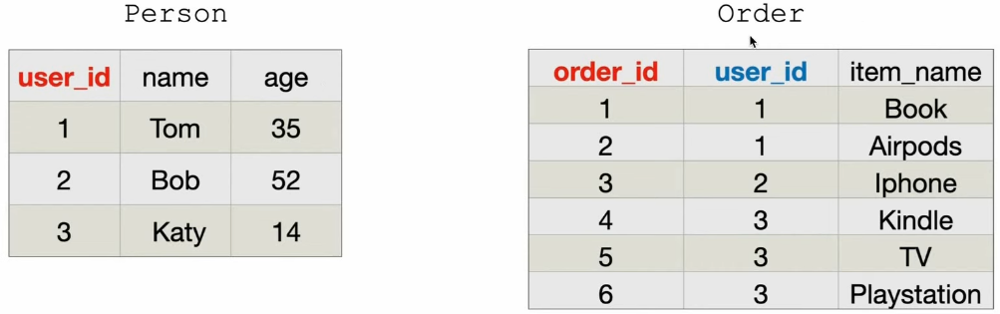 Person
user_id name age
1 Tom 35
2 Bob 52
3 Katy 14
Order
order_id user_id item_name
1 1 Book
2 1 Airpods
3 2 Iphone
4 3 Kindle
5 3 TV
6 3 Playstation